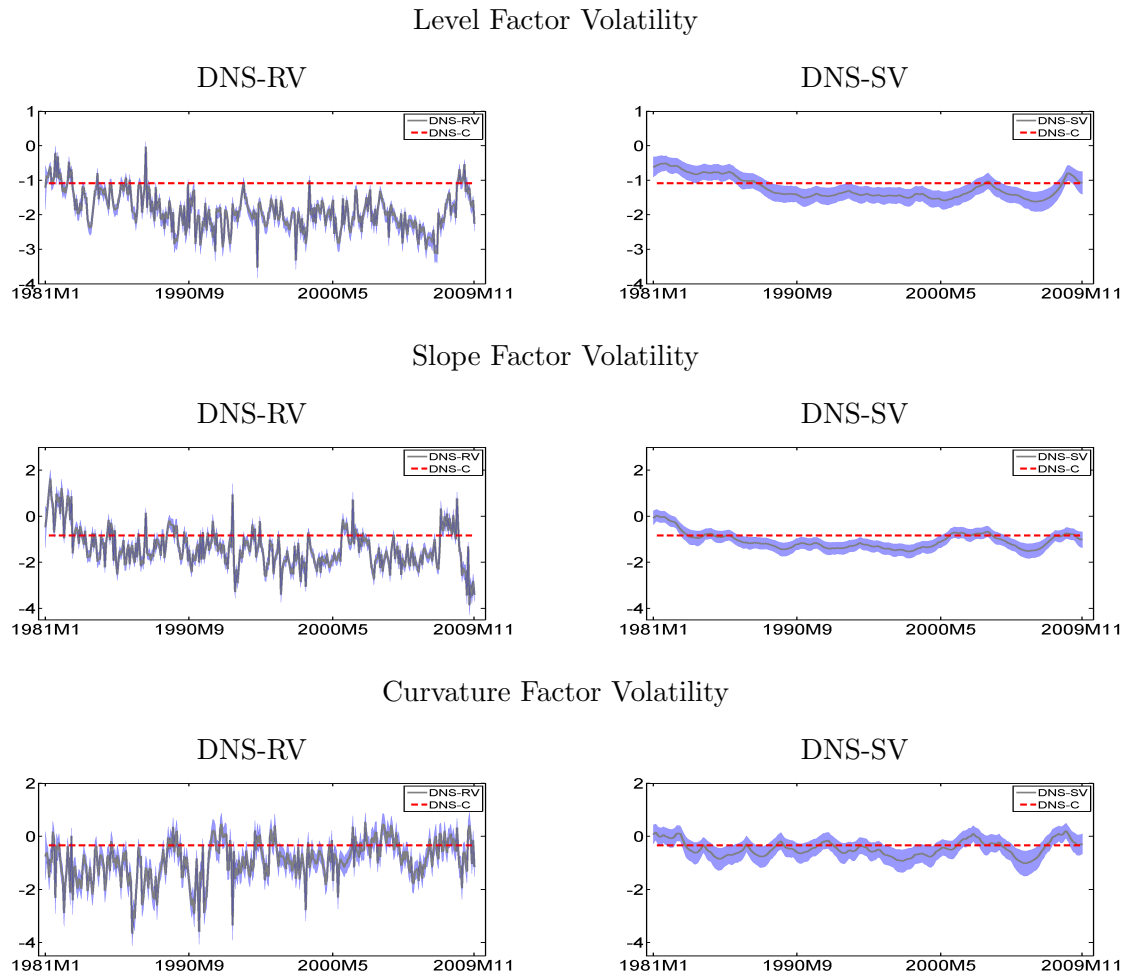 Level Factor Volatility
DNS-RV
DNS-SV
1
0
-1
-2
-3
-4
1981M1
1990M9
2000M5
2009M11
DNS-RV
DNS-C
1
0
-1
-2
-3
-4
1981M1
1990M9
2000M5
2009M11
DNS-SV
DNS-C
Slope Factor Volatility
DNS-RV
DNS-SV
2
0
-2
-4
1981M1
1990M9
2000M5
2009M11
DNS-RV
DNS-C
2
0
-2
-4
1981M1
1990M9
2000M5
2009M11
DNS-SV
DNS-C
Curvature Factor Volatility
DNS-RV
DNS-SV
2
0
-2
-4
1981M1
1990M9
2000M5
2009M11
DNS-RV
DNS-C
2
0
-2
-4
1981M1
1990M9
2000M5
2009M11
DNS-SV
DNS-C